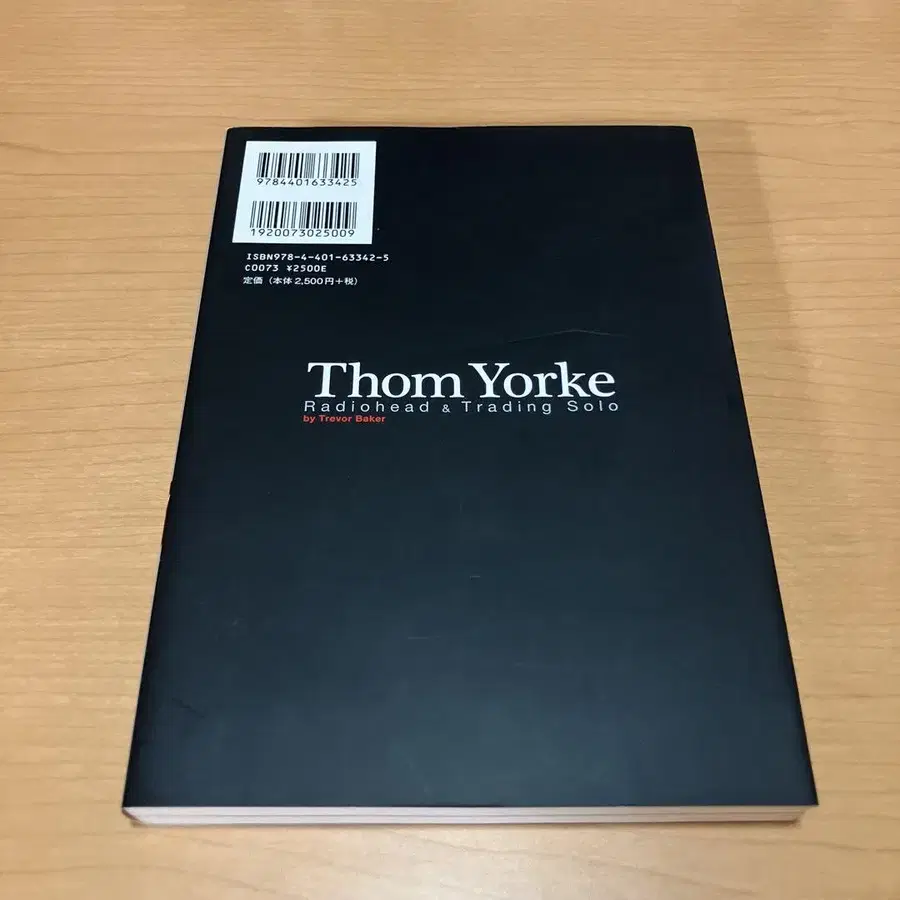 9784401633425
1920073025009
ISBN978-4-401-63342-5
C0073 ¥2500E
定価（本体2,500円＋税）
Thom Yorke
Radiohead & Trading Solo
by Trevor Baker